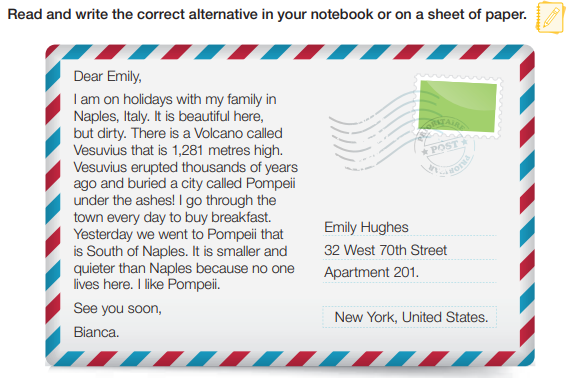 Read and write the correct alternative in your notebook or on a sheet of paper.
Dear Emily,
I am on holidays with my family in
Naples, Italy. It is beautiful here,
but dirty. There is a Volcano called
Vesuvius that is 1,281 metres high.
Vesuvius erupted thousands of years
ago and buried a city called Pompeii
under the ashes! I go through the
town every day to buy breakfast.
Yesterday we went to Pompeii that
is South of Naples. It is smaller and
quieter than Naples because no one
lives here. I like Pompeii.
See you soon,
Bianca.
POST
Emily Hughes
32 West 70th Street
Apartment 201.
New York, United States.